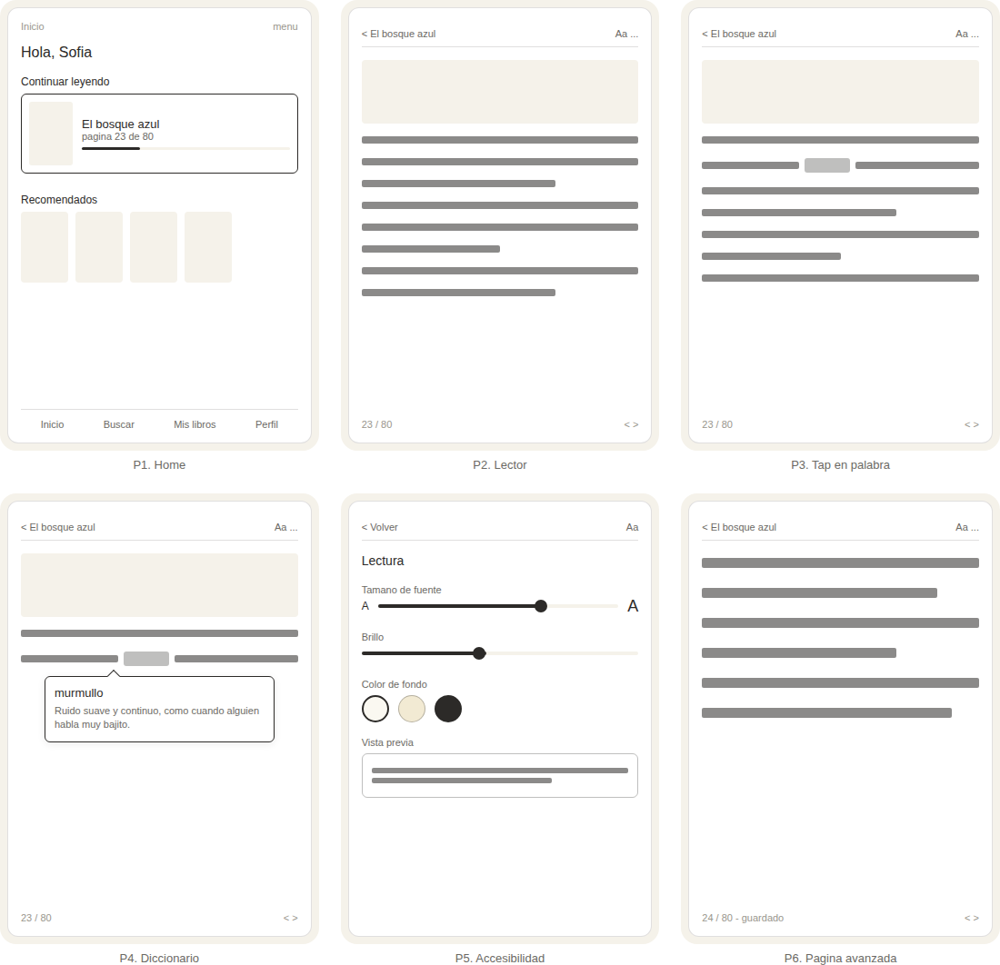 Inicio menu
Hola, Sofia
Continuar leyendo
El bosque azul
pagina 23 de 80
Recomendados
Inicio Buscar Mis libros Perfil
P1. Home
< El bosque azul Aa ...
23 / 80 < >
P2. Lector
< El bosque azul Aa ...
23 / 80 < >
P3. Tap en palabra
< El bosque azul Aa ...
murmullo
Ruido suave y continuo, como cuando alguien
habla muy bajito.
23 / 80 < >
P4. Diccionario
< Volver Aa
Lectura
Tamano de fuente
A A
Brillo
Color de fondo
Vista previa
P5. Accesibilidad
< El bosque azul Aa ...
24 / 80 - guardado < >
P6. Pagina avanzada